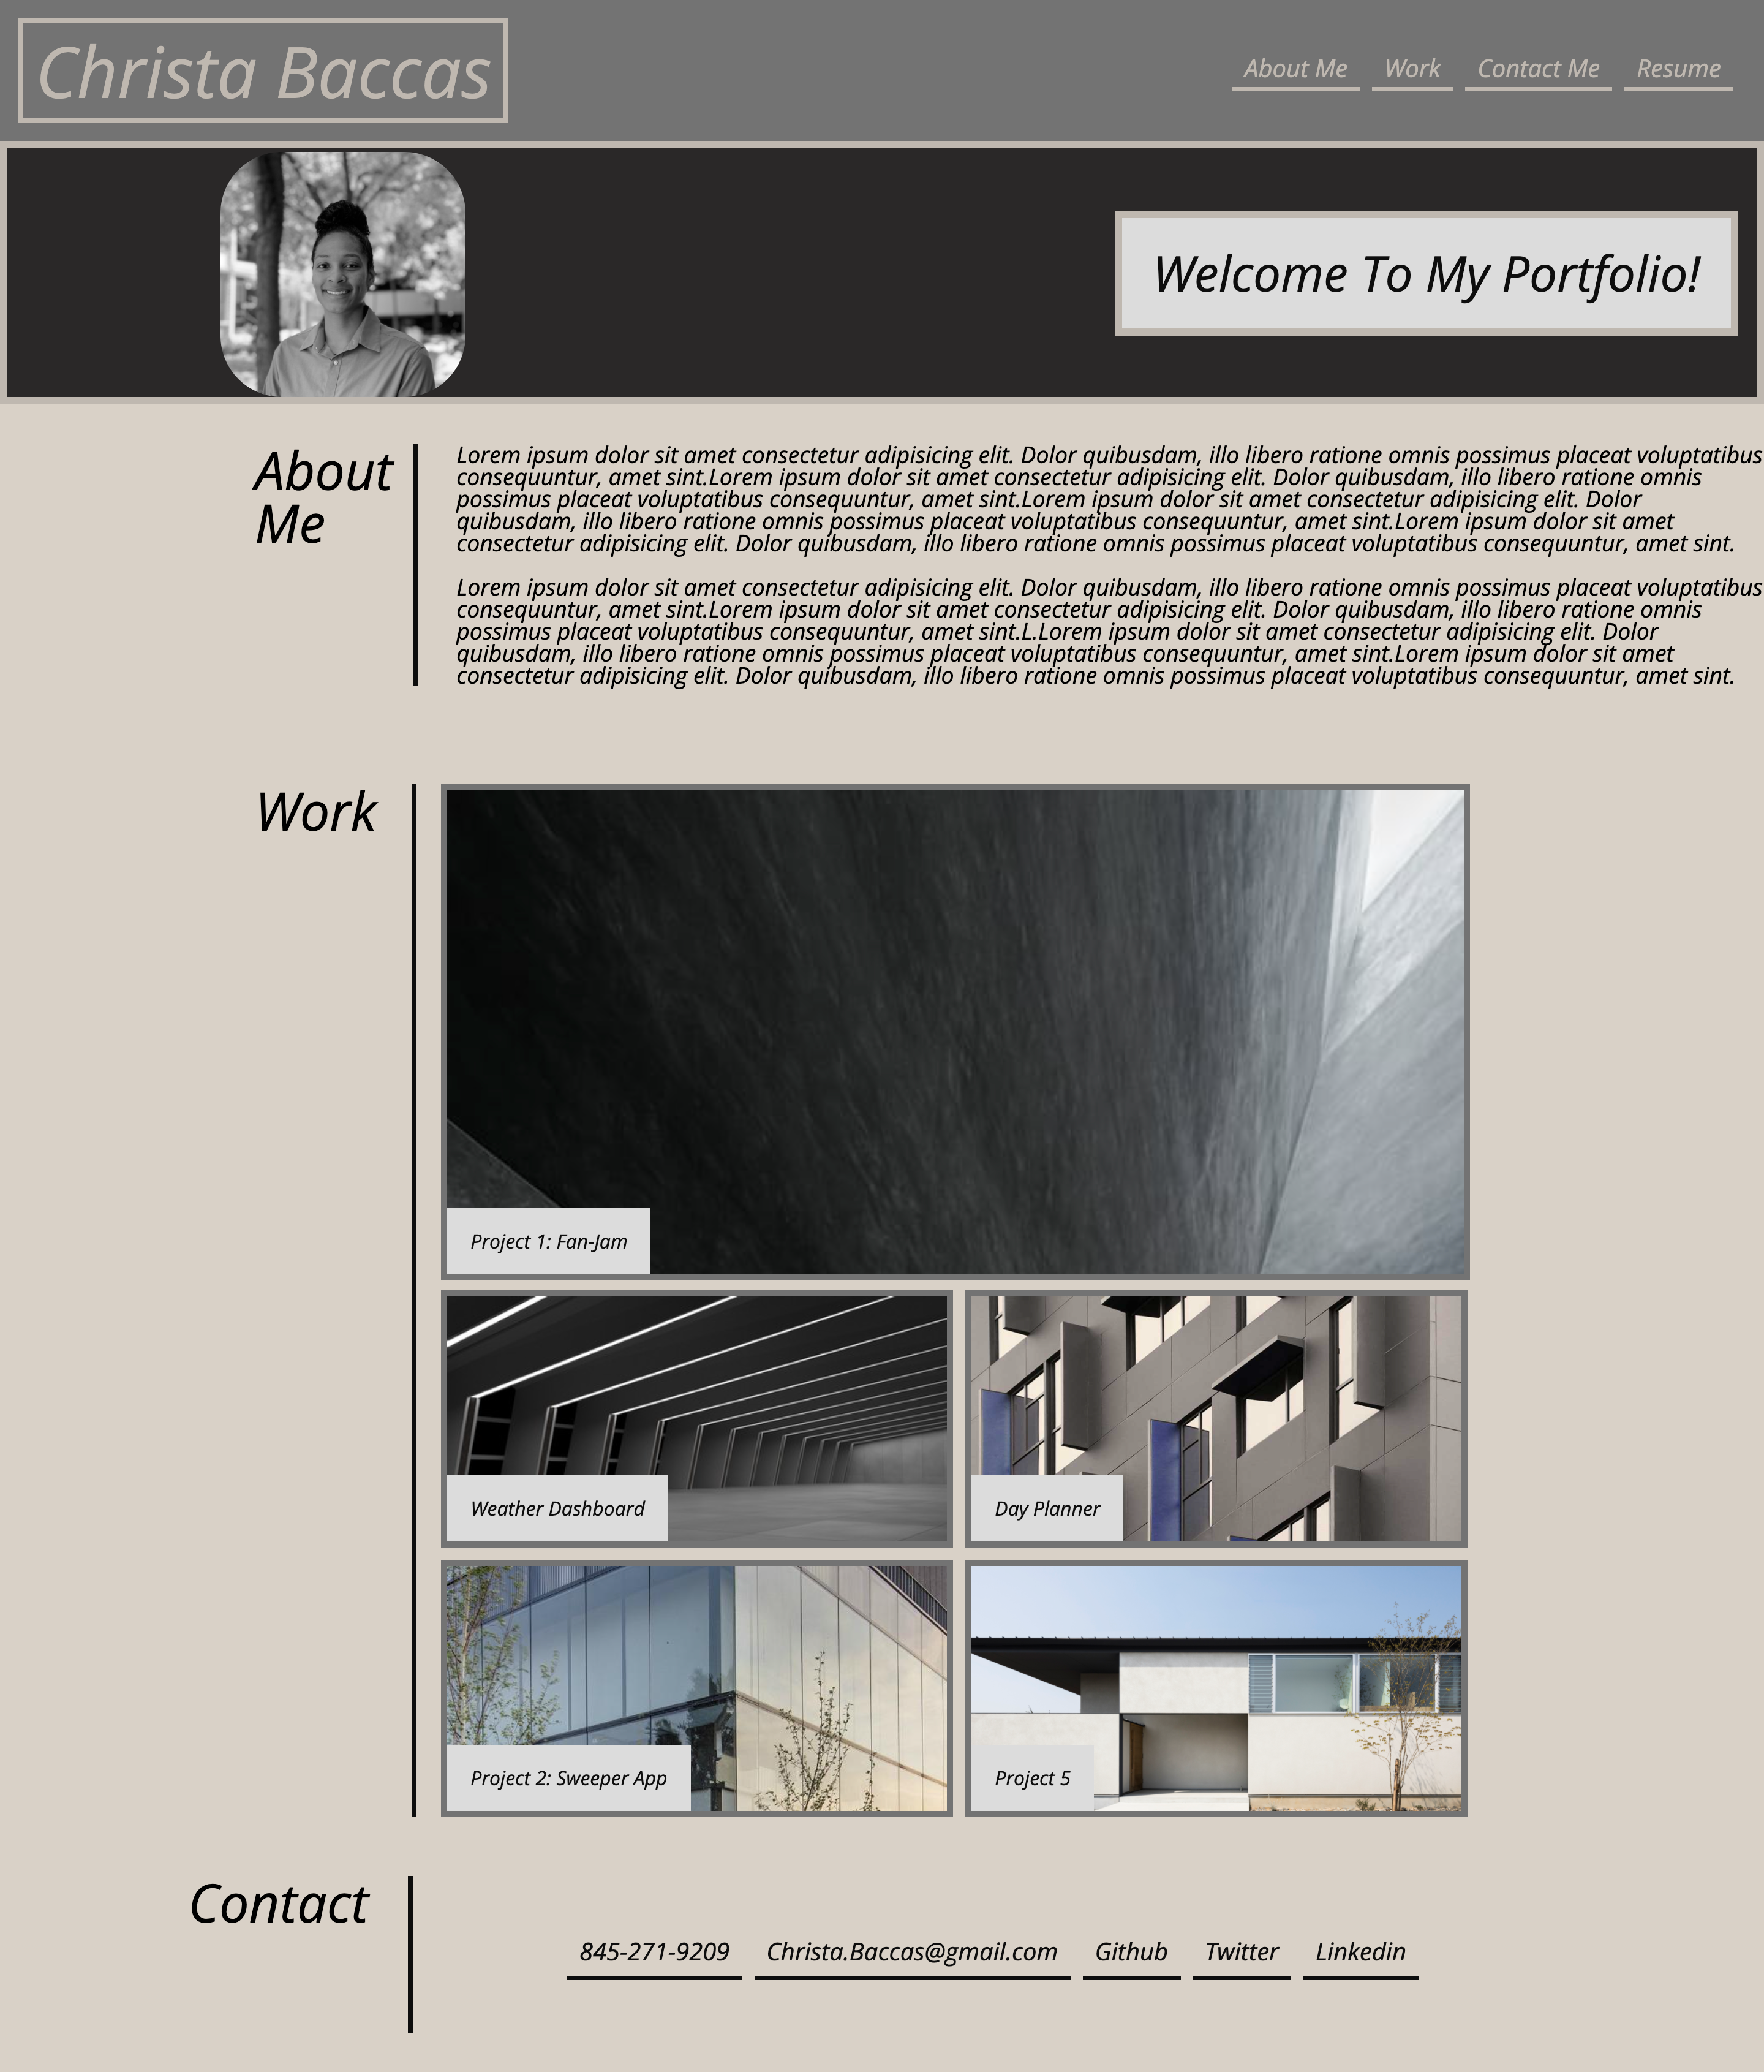 Christa Baccas
About Me
Work
Contact Me
Resume
Welcome To My Portfolio!
About
Me
Lorem ipsum dolor sit amet consectetur adipisicing elit. Dolor quibusdam, illo libero ratione omnis possimus placeat voluptatibus
consequuntur, amet sint.Lorem ipsum dolor sit amet consectetur adipisicing elit. Dolor quibusdam, illo libero ratione omnis
possimus placeat voluptatibus consequuntur, amet sint.Lorem ipsum dolor sit amet consectetur adipisicing elit. Dolor
quibusdam, illo libero ratione omnis possimus placeat voluptatibus consequuntur, amet sint.Lorem ipsum dolor sit amet
consectetur adipisicing elit. Dolor quibusdam, illo libero ratione omnis possimus placeat voluptatibus consequuntur, amet sint.
Lorem ipsum dolor sit amet consectetur adipisicing elit. Dolor quibusdam, illo libero ratione omnis possimus placeat voluptatibus
consequuntur, amet sint.Lorem ipsum dolor sit amet consectetur adipisicing elit. Dolor quibusdam, illo libero ratione omnis
possimus placeat voluptatibus consequuntur, amet sint.L.Lorem ipsum dolor sit amet consectetur adipisicing elit. Dolor
quibusdam, illo libero ratione omnis possimus placeat voluptatibus consequuntur, amet sint.Lorem ipsum dolor sit amet
consectetur adipisicing elit. Dolor quibusdam, illo libero ratione omnis possimus placeat voluptatibus consequuntur, amet sint.
Work
Project 1: Fan-Jam
Weather Dashboard
Day Planner
Project 2: Sweeper App
Project 5
Contact
845-271-9209
Christa.Baccas@gmail.com
Github
Twitter
Linkedin